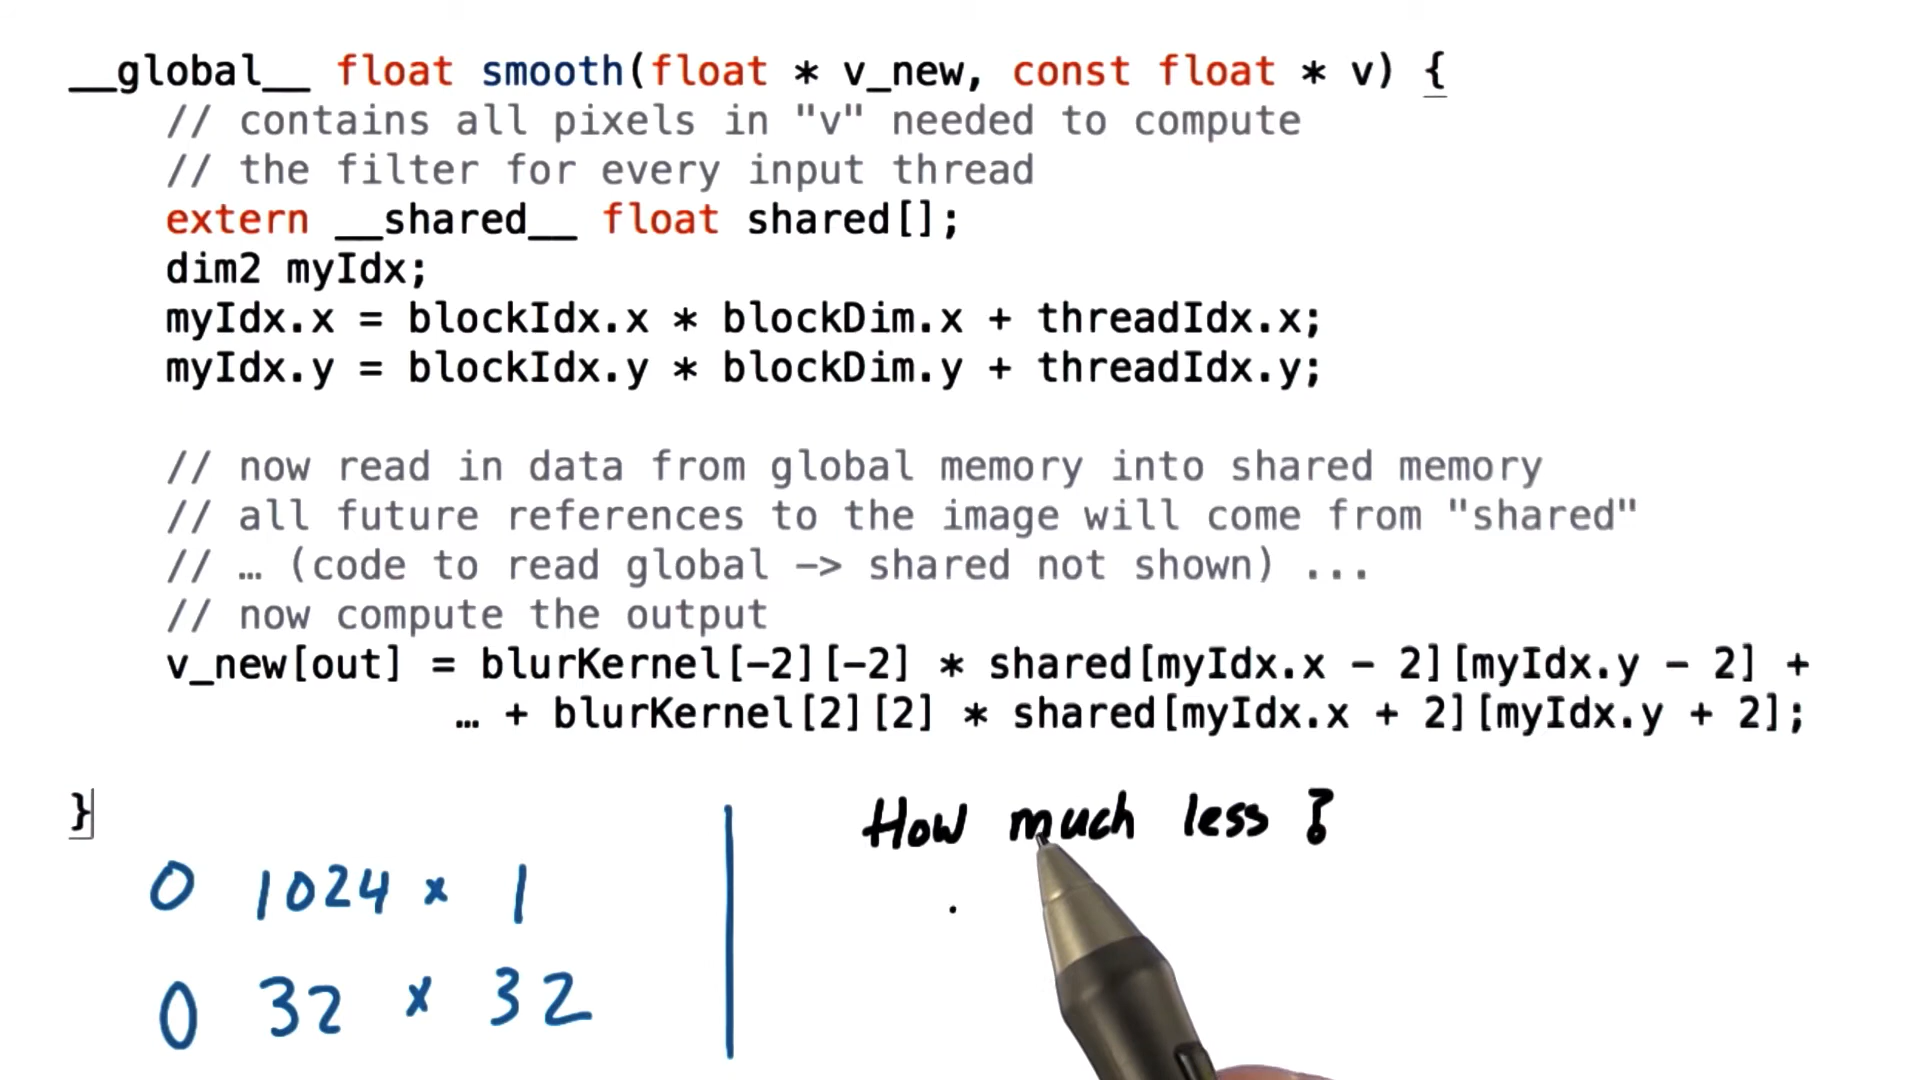 __global__ float smooth(float * v_new, const float * v) {
// contains all pixels in "v" needed to compute
// the filter for every input thread
extern __shared__ float shared[];
dim2 myIdx;
myIdx.x = blockIdx.x * blockDim.x + threadIdx.x;
myIdx.y = blockIdx.y * blockDim.y + threadIdx.y;
// now read in data from global memory into shared memory
// all future references to the image will come from "shared"
// … (code to read global -> shared not shown) ...
// now compute the output
v_new[out] = blurKernel[-2][-2] * shared[myIdx.x - 2][myIdx.y - 2] +
… + blurKernel[2][2] * shared[myIdx.x + 2][myIdx.y + 2];
}
How much less ?
0 1024 x 1
0 32 x 32